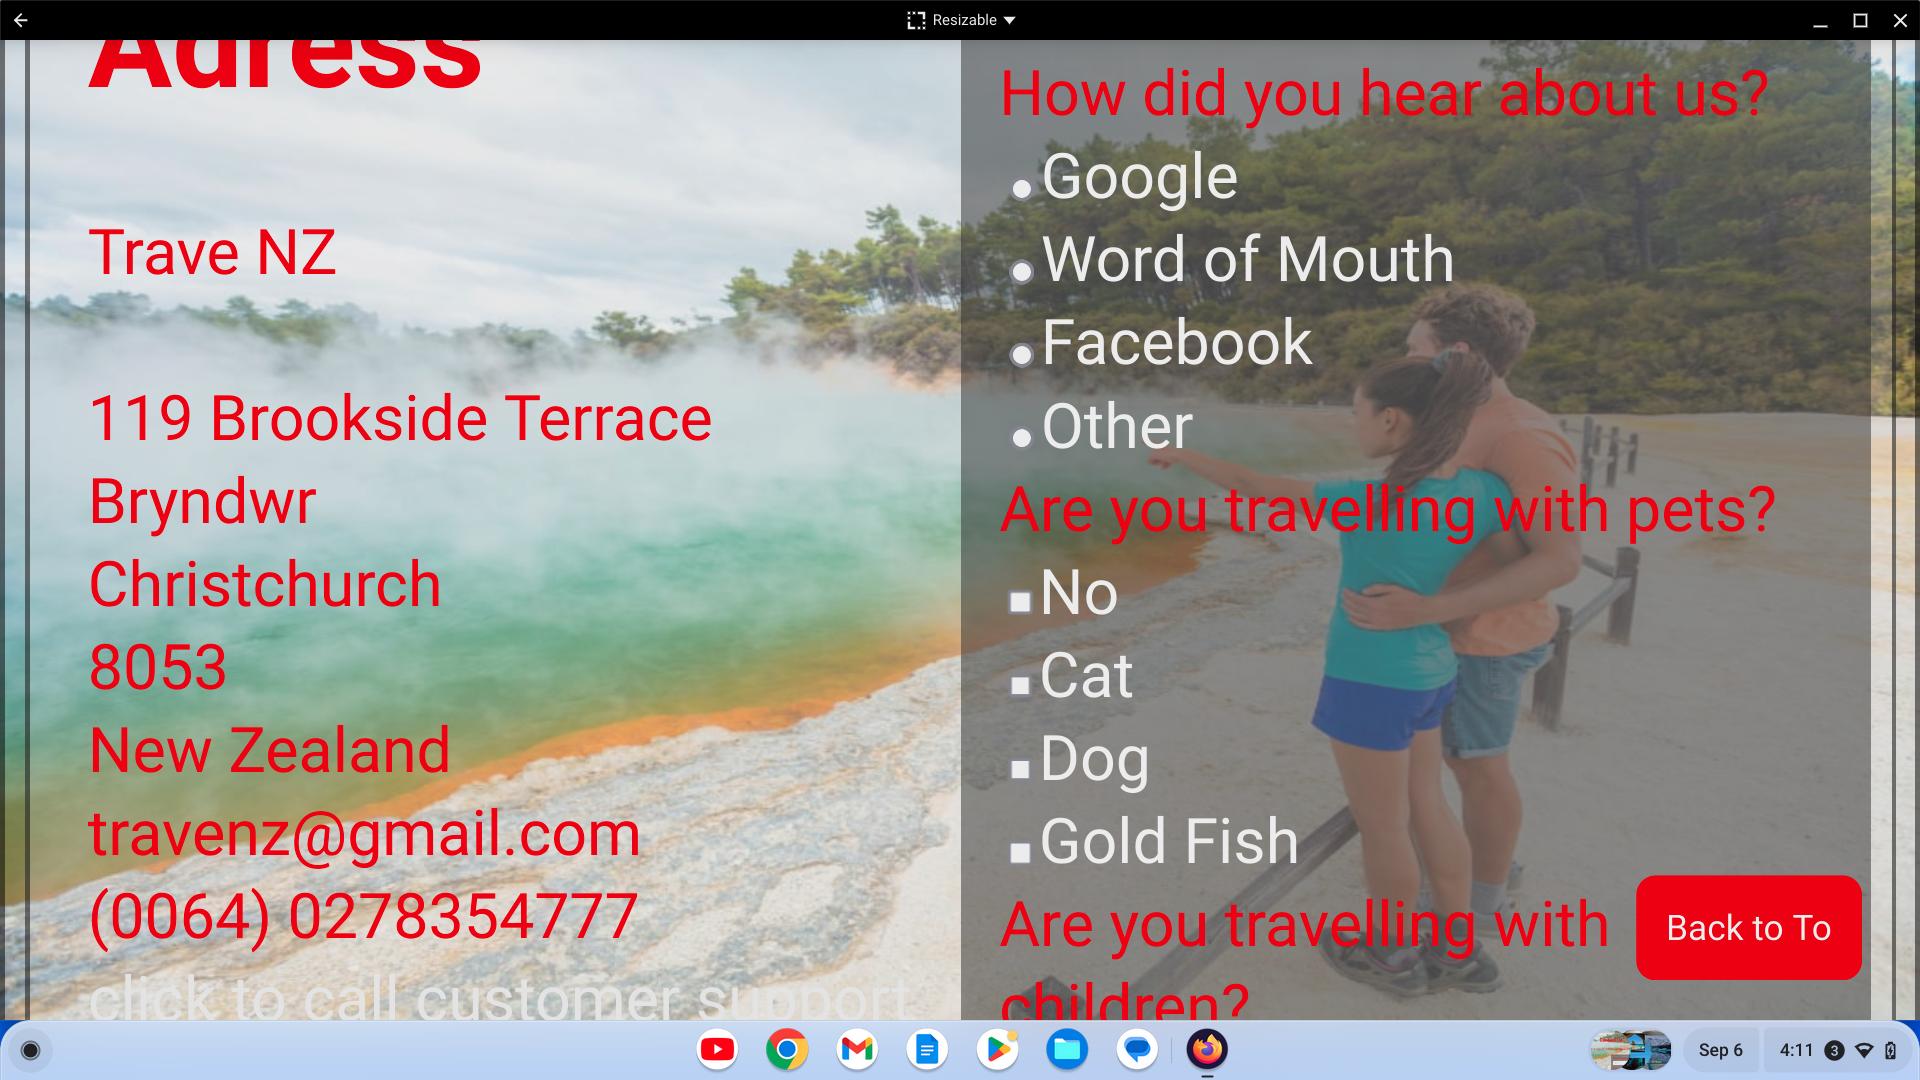 Resizable
Adress
Trave NZ
119 Brookside Terrace
Bryndwr
Christchurch
8053
New Zealand
travenz@gmail.com
(0064) 0278354777
click to call customer support
How did you hear about us?
Google
Word of Mouth
Facebook
Other
Are you travelling with pets?
No
Cat
Dog
Gold Fish
Are you travelling with
children?
Back to To
Sep 6
4:11
3